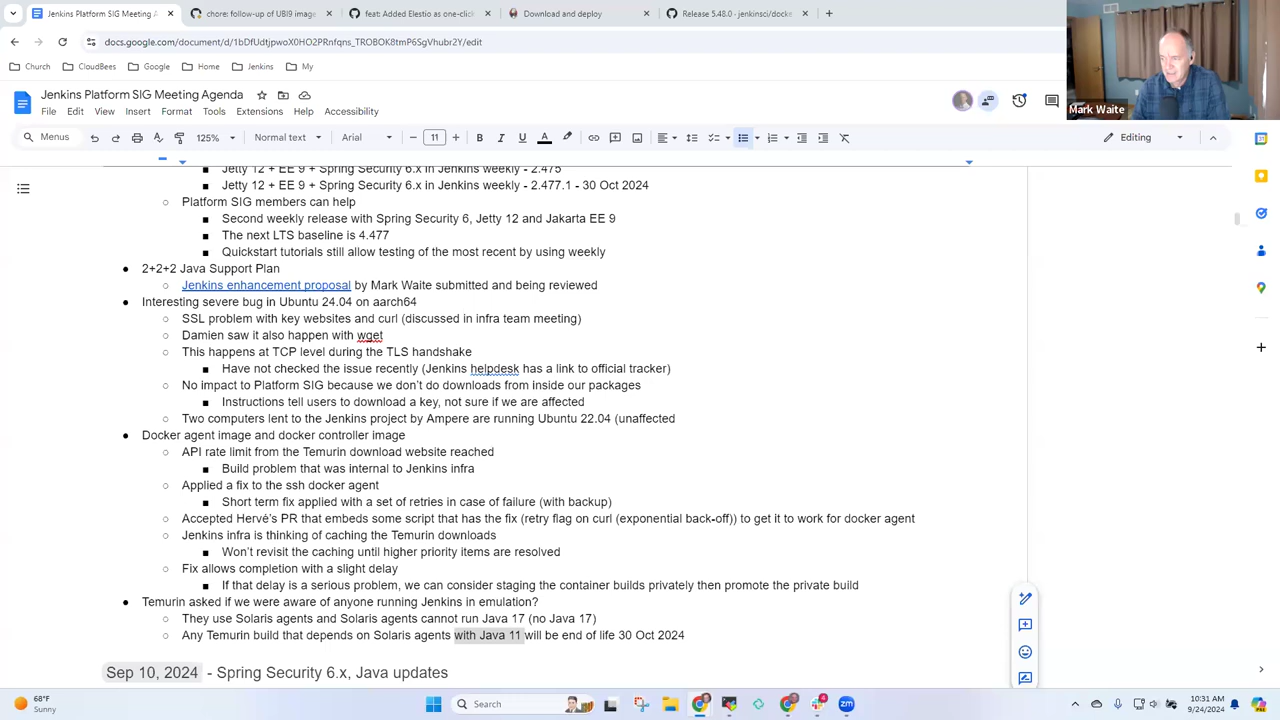 Jenkins Platform SIG Meeting A
chore: follow-up of UBI9 image
feat: Added Elestio as one-click
Download and deploy
Release 5.48.0 - jenkinsci/docke
docs.google.com/document/d/1bDfUdtjpwoX0HO2PRnfqns_TROBOK8tmP6SgVhubr2Y/edit
Church
CloudBees
Google
Home
Jenkins
My
Mark Waite
Jenkins Platform SIG Meeting Agenda
File Edit View Insert Format Tools Extensions Help Accessibility
Menus 125% Normal text Arial 11 B I U A Editing
Jetty 12 + EE 9 + Spring Security 6.x in Jenkins weekly - 2.475
Jetty 12 + EE 9 + Spring Security 6.x in Jenkins weekly - 2.477.1 - 30 Oct 2024
Platform SIG members can help
Second weekly release with Spring Security 6, Jetty 12 and Jakarta EE 9
The next LTS baseline is 4.477
Quickstart tutorials still allow testing of the most recent by using weekly
2+2+2 Java Support Plan
Jenkins enhancement proposal by Mark Waite submitted and being reviewed
Interesting severe bug in Ubuntu 24.04 on aarch64
SSL problem with key websites and curl (discussed in infra team meeting)
Damien saw it also happen with wget
This happens at TCP level during the TLS handshake
Have not checked the issue recently (Jenkins helpdesk has a link to official tracker)
No impact to Platform SIG because we don't do downloads from inside our packages
Instructions tell users to download a key, not sure if we are affected
Two computers lent to the Jenkins project by Ampere are running Ubuntu 22.04 (unaffected
Docker agent image and docker controller image
API rate limit from the Temurin download website reached
Build problem that was internal to Jenkins infra
Applied a fix to the ssh docker agent
Short term fix applied with a set of retries in case of failure (with backup)
Accepted Hervé's PR that embeds some script that has the fix (retry flag on curl (exponential back-off)) to get it to work for docker agent
Jenkins infra is thinking of caching the Temurin downloads
Won't revisit the caching until higher priority items are resolved
Fix allows completion with a slight delay
If that delay is a serious problem, we can consider staging the container builds privately then promote the private build
Temurin asked if we were aware of anyone running Jenkins in emulation?
They use Solaris agents and Solaris agents cannot run Java 17 (no Java 17)
Any Temurin build that depends on Solaris agents with Java 11 will be end of life 30 Oct 2024
Sep 10, 2024 - Spring Security 6.x, Java updates
68°F
Sunny
Search
10:31 AM
9/24/2024